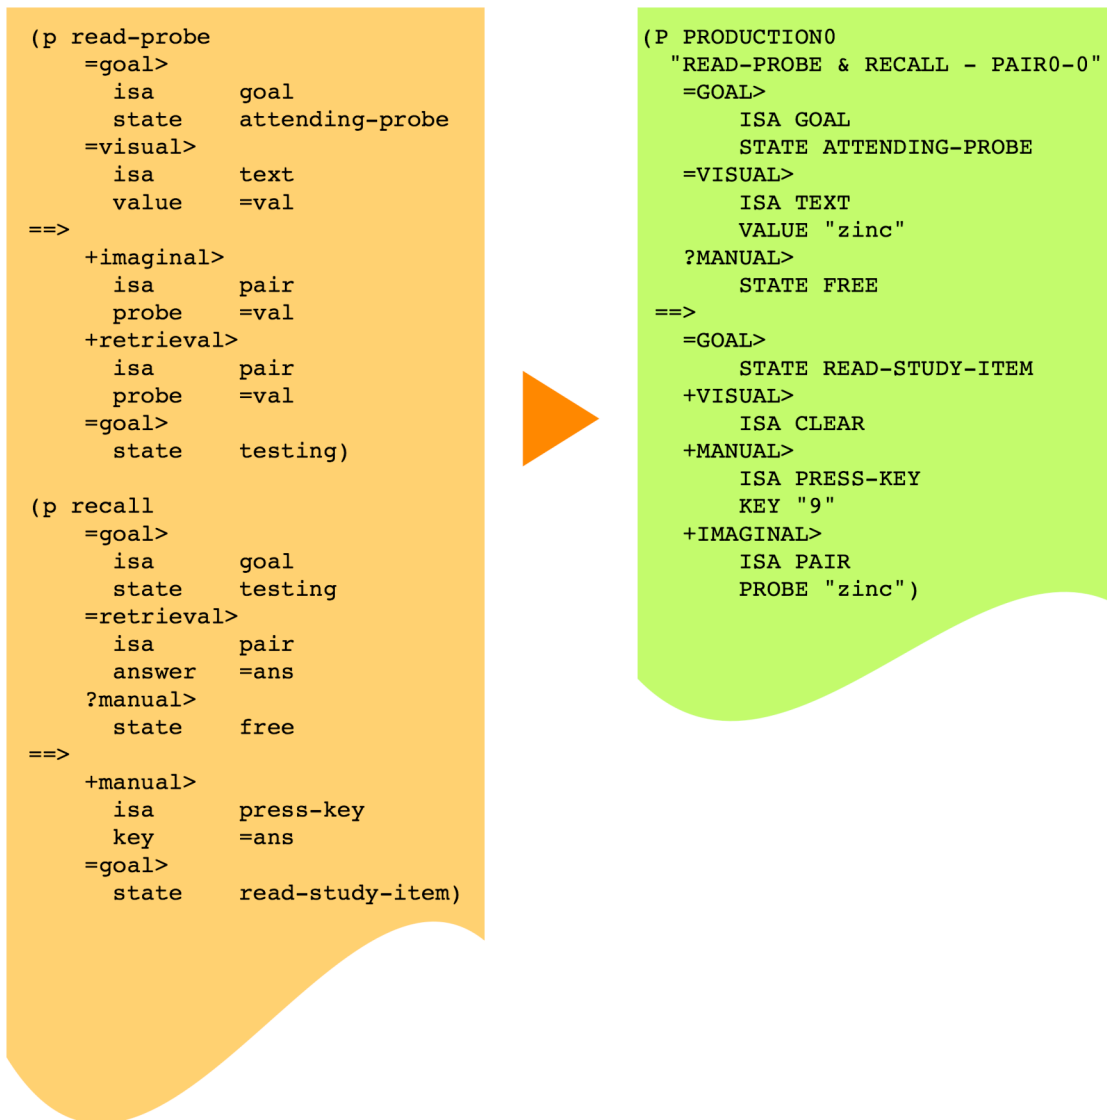 (p read-probe
=goal>
isa goal
state attending-probe
=visual>
isa text
value =val
==>
+imaginal>
isa pair
probe =val
+retrieval>
isa pair
probe =val
=goal>
state testing)
(p recall
=goal>
isa goal
state testing
=retrieval>
isa pair
answer =ans
?manual>
state free
==>
+manual>
isa press-key
key =ans
=goal>
state read-study-item)
(P PRODUCTION0
"READ-PROBE & RECALL - PAIR0-0"
=GOAL>
ISA GOAL
STATE ATTENDING-PROBE
=VISUAL>
ISA TEXT
VALUE "zinc"
?MANUAL>
STATE FREE
==>
=GOAL>
STATE READ-STUDY-ITEM
+VISUAL>
ISA CLEAR
+MANUAL>
ISA PRESS-KEY
KEY "9"
+IMAGINAL>
ISA PAIR
PROBE "zinc")